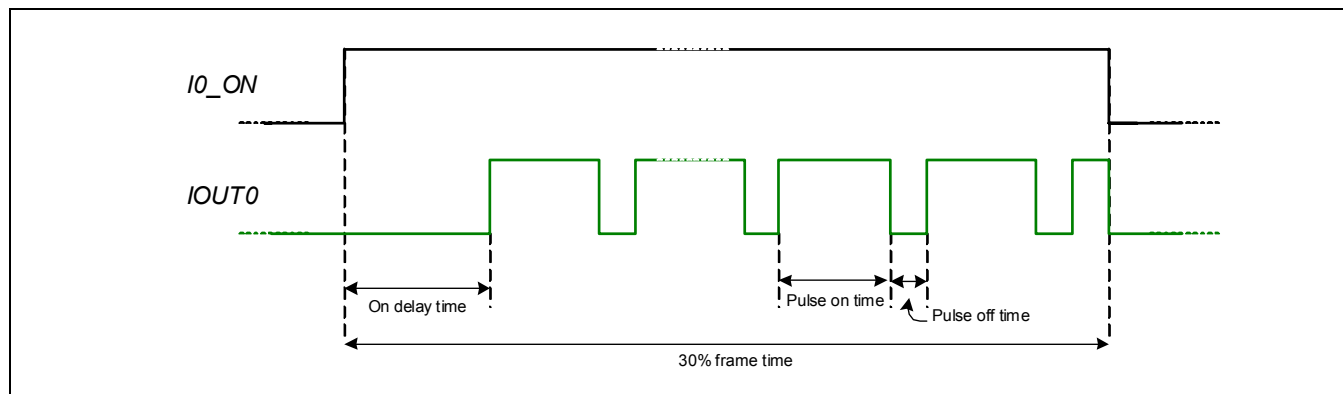 I0_ON
IOUT0
On delay time
Pulse on time
Pulse off time
30% frame time